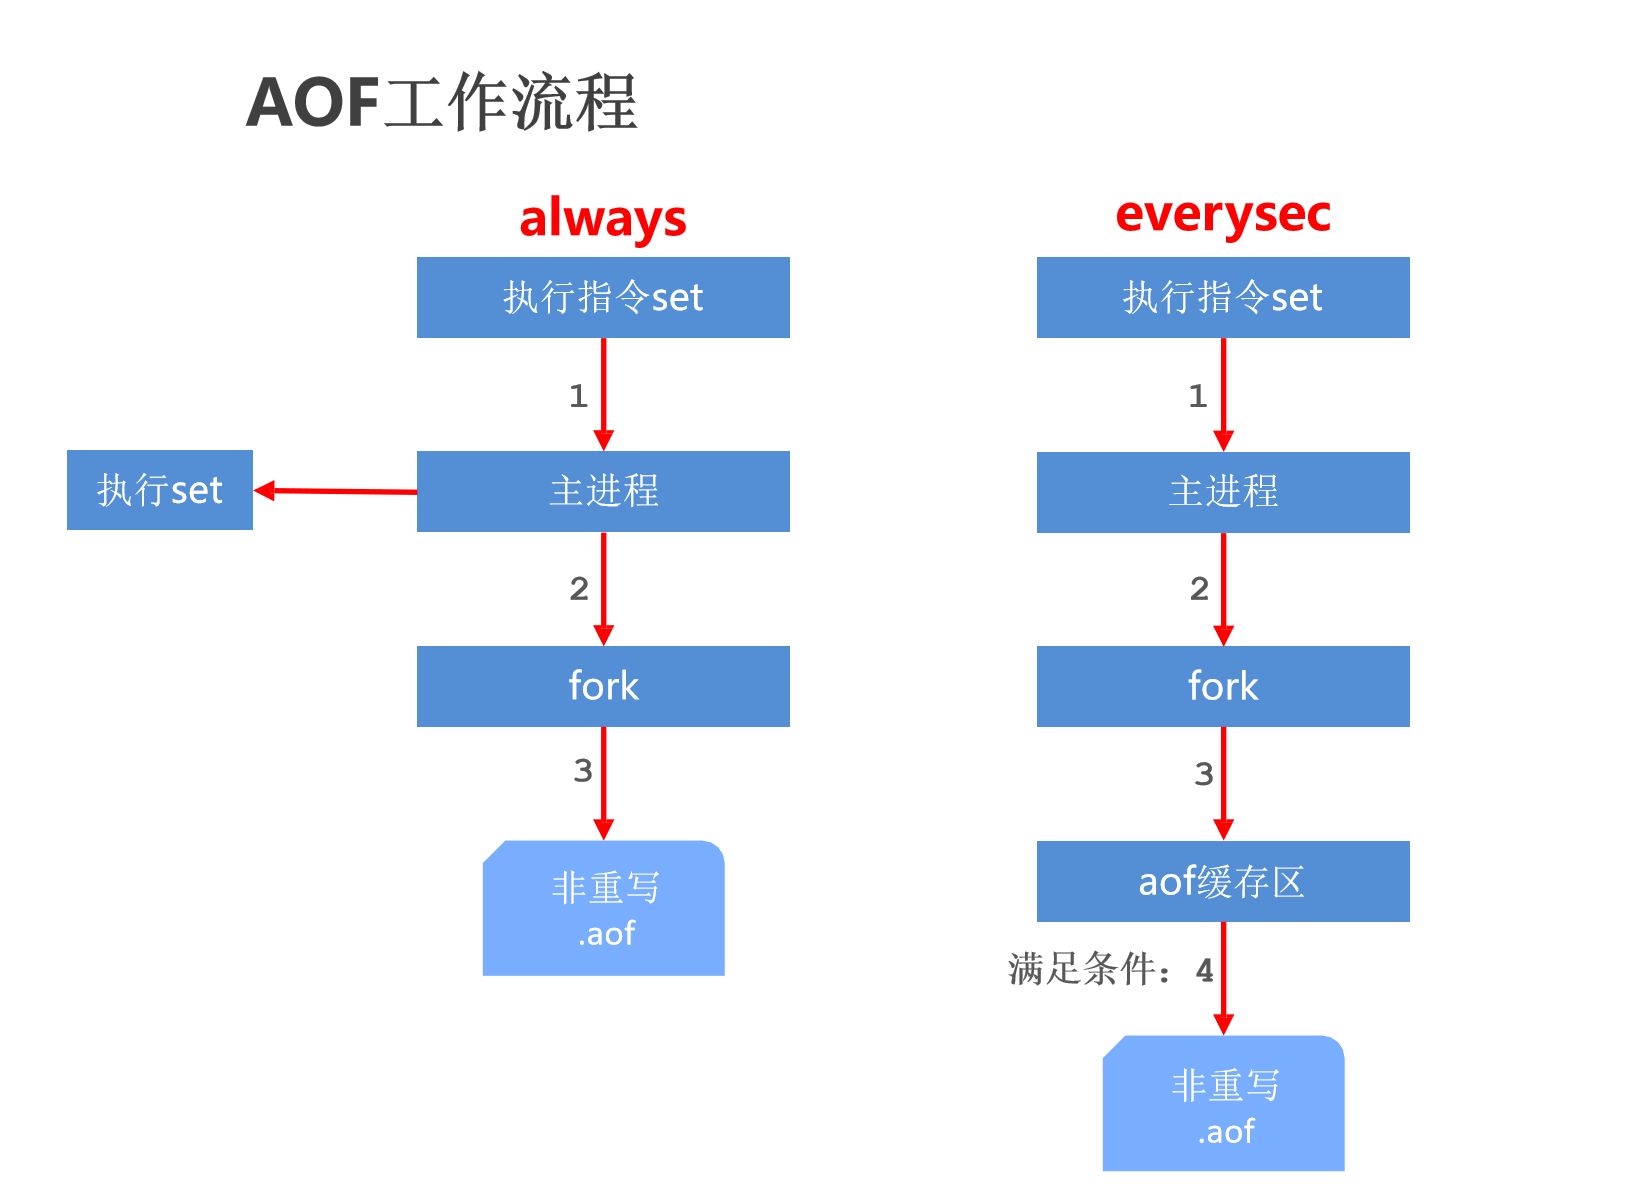 AOF工作流程
always
执行指令set
1
执行set
主进程
2
fork
3
非重写
.aof
everysec
执行指令set
1
主进程
2
fork
3
aof缓存区
满足条件：4
非重写
.aof